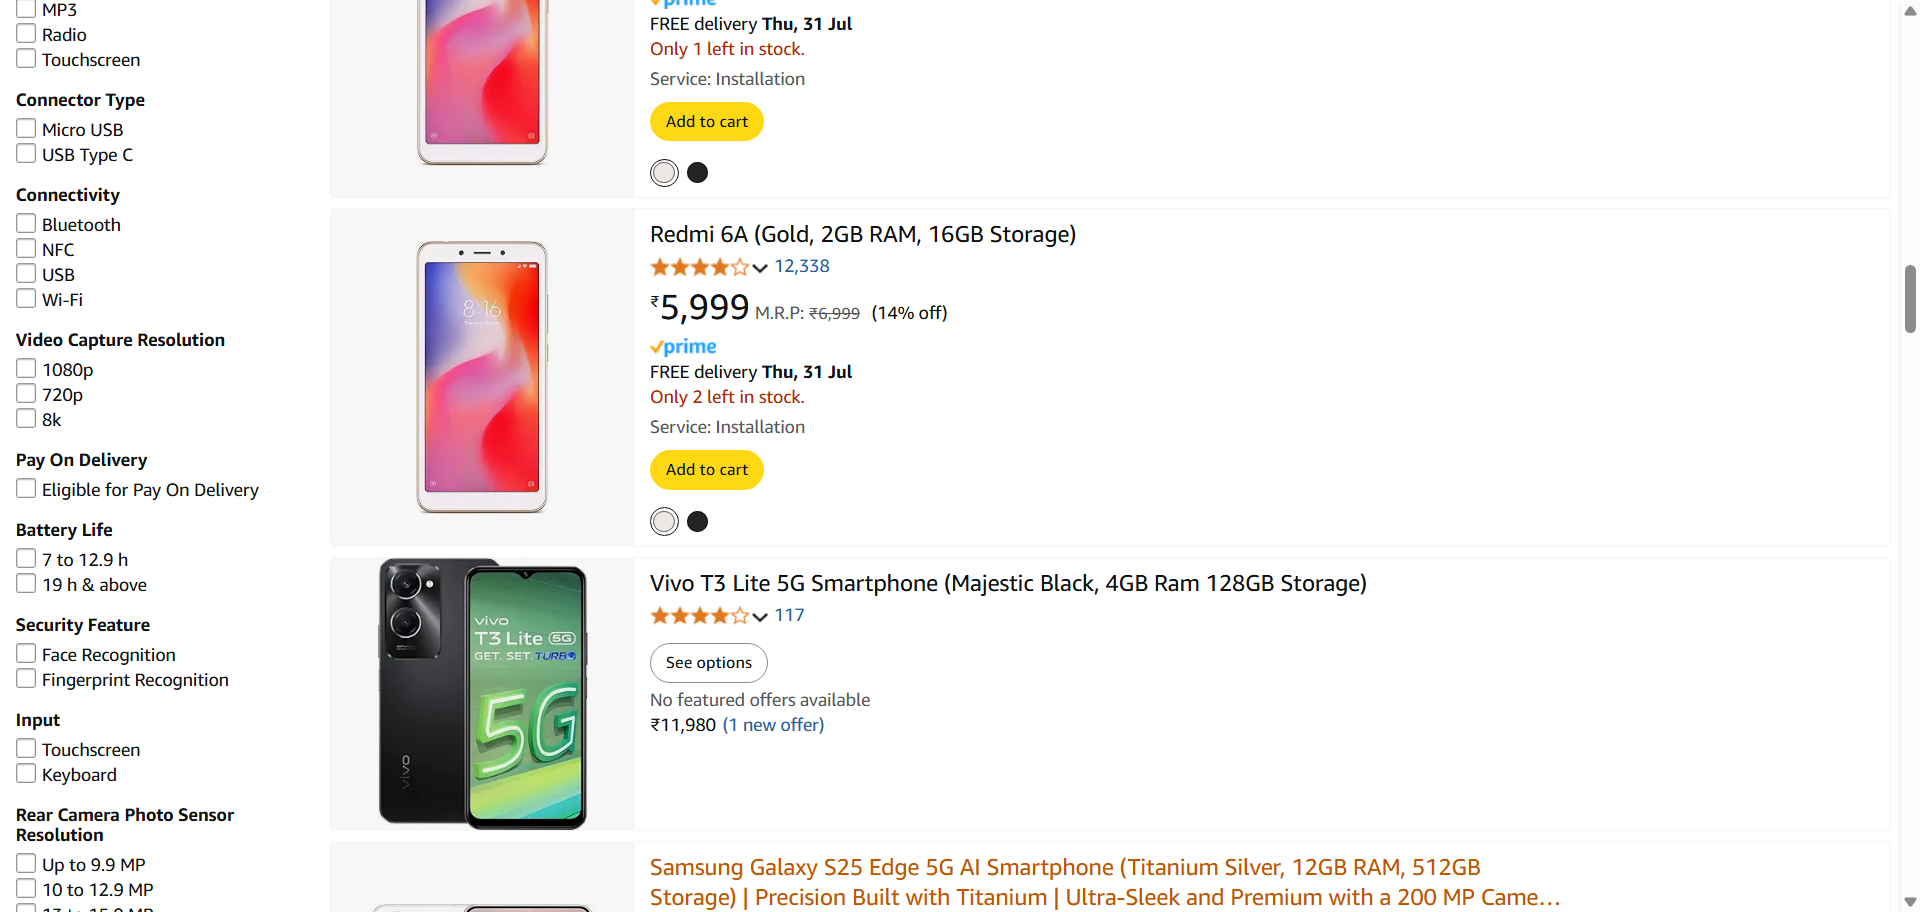 MP3
Radio
Touchscreen
Connector Type
Micro USB
USB Type C
Connectivity
Bluetooth
NFC
USB
Wi-Fi
Video Capture Resolution
1080p
720p
8k
Pay On Delivery
Eligible for Pay On Delivery
Battery Life
7 to 12.9 h
19 h & above
Security Feature
Face Recognition
Fingerprint Recognition
Input
Touchscreen
Keyboard
Rear Camera Photo Sensor
Resolution
Up to 9.9 MP
10 to 12.9 MP
prime
FREE delivery Thu, 31 Jul
Only 1 left in stock.
Service: Installation
Add to cart
8:16
Redmi 6A (Gold, 2GB RAM, 16GB Storage)
12,338
₹5,999 M.R.P: ₹6,999 (14% off)
prime
FREE delivery Thu, 31 Jul
Only 2 left in stock.
Service: Installation
Add to cart
vivo
vivo
T3 Lite 5G
GET. SET. TURBO
5G
Vivo T3 Lite 5G Smartphone (Majestic Black, 4GB Ram 128GB Storage)
117
See options
No featured offers available
₹11,980 (1 new offer)
Samsung Galaxy S25 Edge 5G AI Smartphone (Titanium Silver, 12GB RAM, 512GB
Storage) | Precision Built with Titanium | Ultra-Sleek and Premium with a 200 MP Came…